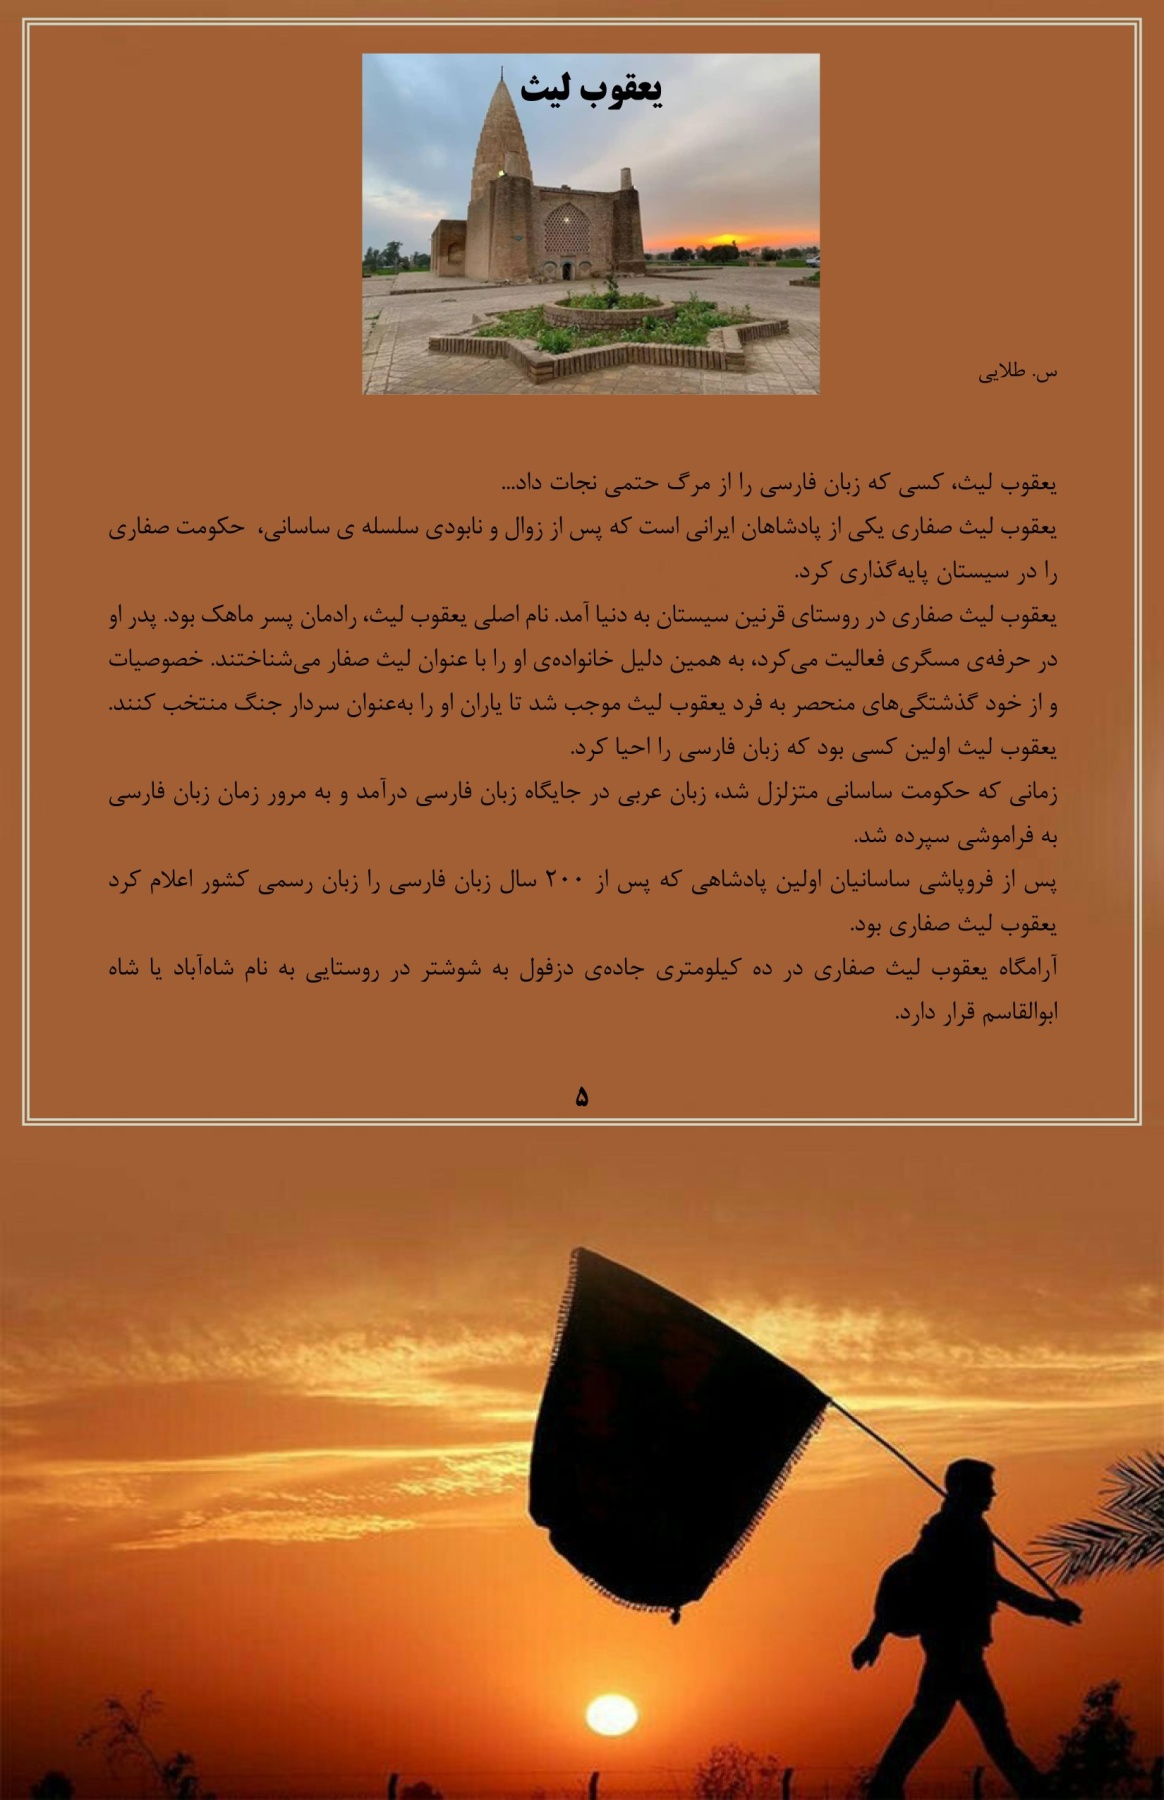 یعقوب لیث
س. طلایی
یعقوب لیث، کسی که زبان فارسی را از مرگ حتمی نجات داد...
یعقوب لیث صفاری یکی از پادشاهان ایرانی است که پس از زوال و نابودی سلسله ی ساسانی، حکومت صفاری
را در سیستان پایه‌گذاری کرد.
یعقوب لیث صفاری در روستای قرنین سیستان به دنیا آمد. نام اصلی یعقوب لیث، رادمان پسر ماهک بود. پدر او
در حرفه‌ی مسگری فعالیت می‌کرد، به همین دلیل خانواده‌ی او را با عنوان لیث صفار می‌شناختند. خصوصیات
و از خود گذشتگی‌های منحصر به فرد یعقوب لیث موجب شد تا یاران او را به‌عنوان سردار جنگ منتخب کنند.
یعقوب لیث اولین کسی بود که زبان فارسی را احیا کرد.
زمانی که حکومت ساسانی متزلزل شد، زبان عربی در جایگاه زبان فارسی درآمد و به مرور زمان زبان فارسی
به فراموشی سپرده شد.
پس از فروپاشی ساسانیان اولین پادشاهی که پس از ۲۰۰ سال زبان فارسی را زبان رسمی کشور اعلام کرد
یعقوب لیث صفاری بود.
آرامگاه یعقوب لیث صفاری در ده کیلومتری جاده‌ی دزفول به شوشتر در روستایی به نام شاه‌آباد یا شاه
ابوالقاسم قرار دارد.
۵